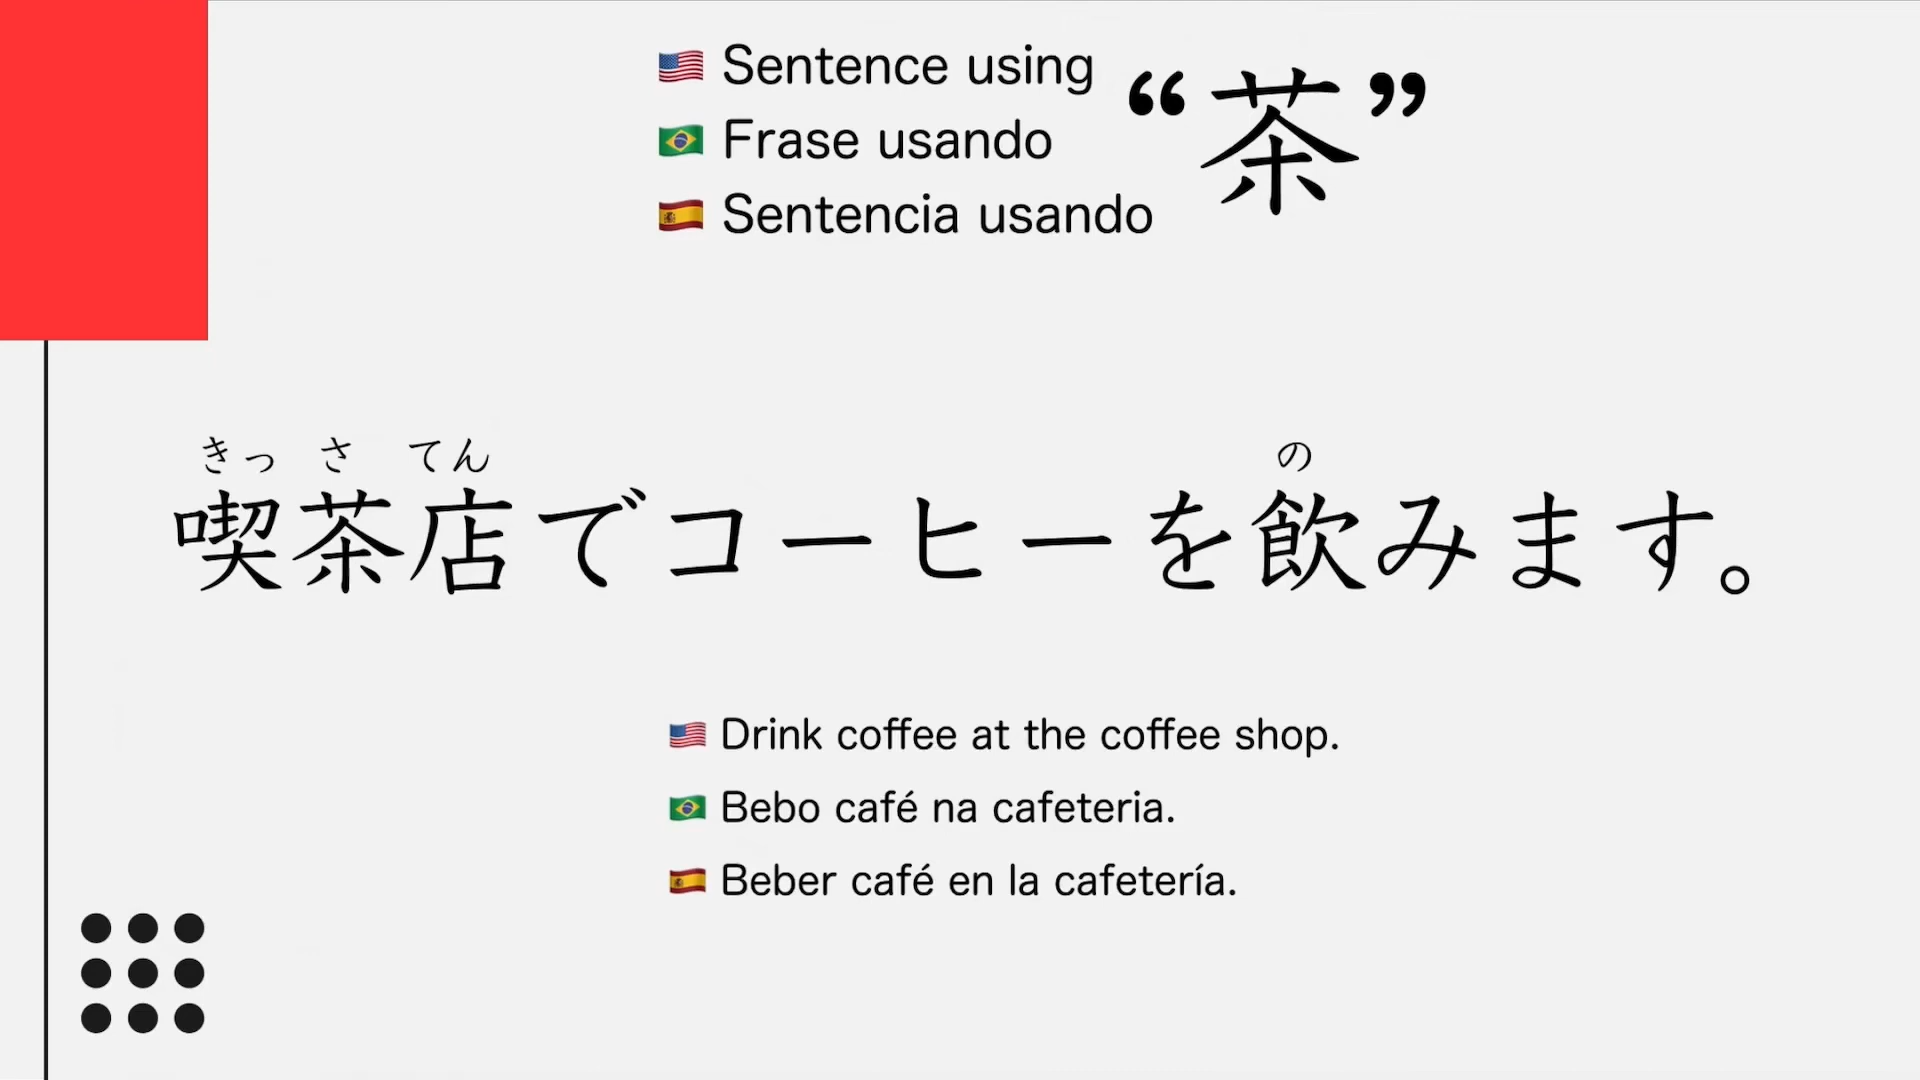 🇺🇸 Sentence using
🇧🇷 Frase usando
🇪🇸 Sentencia usando
“茶”
きっ さ てん の
喫茶店でコーヒーを飲みます。
🇺🇸 Drink coffee at the coffee shop.
🇧🇷 Bebo café na cafeteria.
🇪🇸 Beber café en la cafetería.